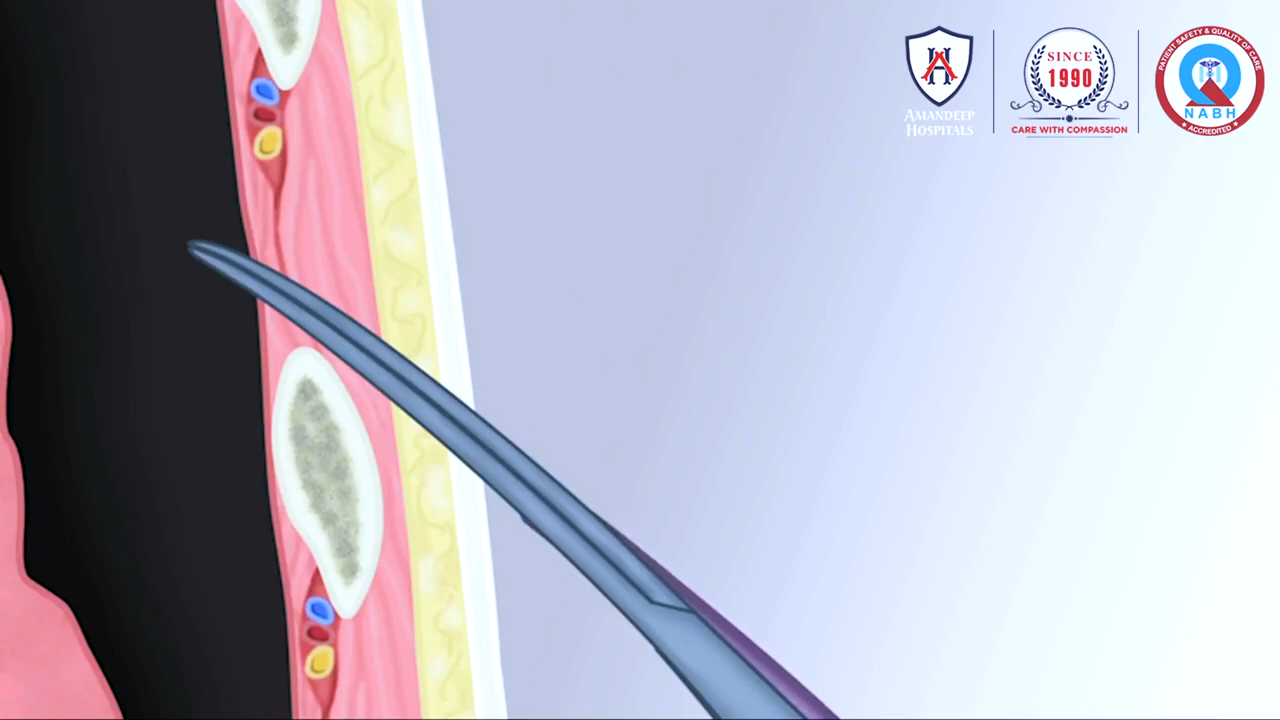 AMANDEEP
HOSPITALS
SINCE
1990
CARE WITH COMPASSION
PATIENT SAFETY & QUALITY OF CARE
NABH
ACCREDITED